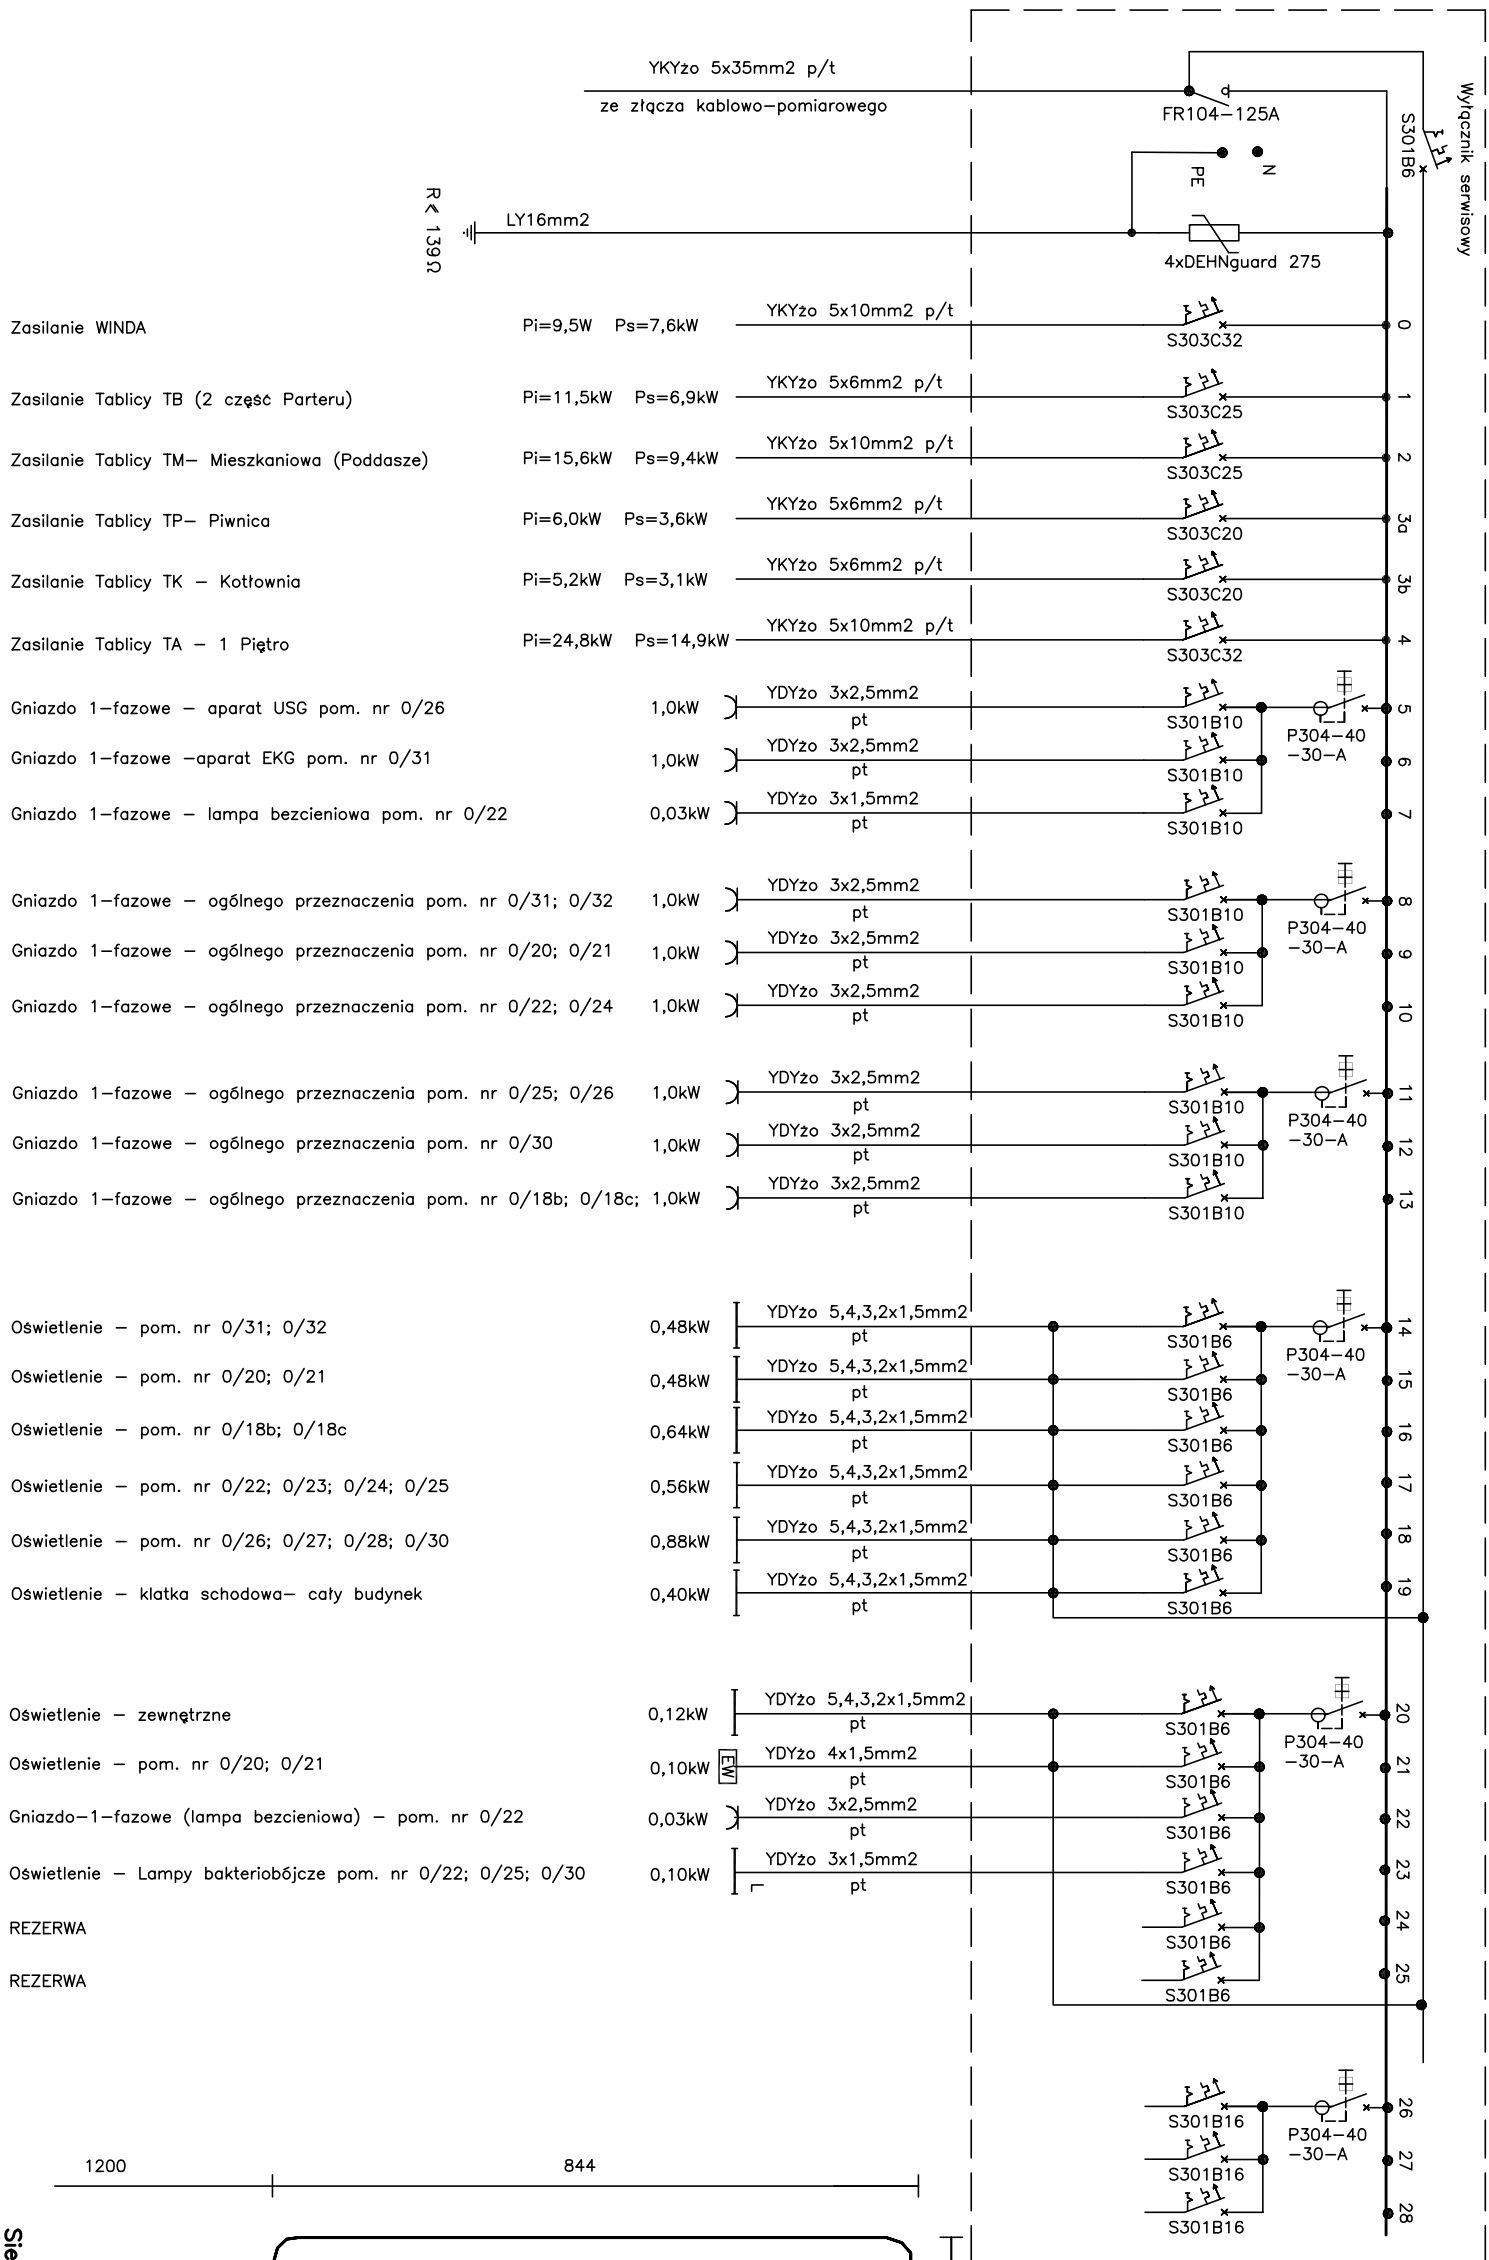 YKYżo 5x35mm2 p/t
ze złącza kablowo-pomiarowego
FR104-125A
Wyłącznik serwisowy
S301B6
PE
N
R< 139Ω
LY16mm2
4xDEHNguard 275
Zasilanie WINDA Pi=9,5W Ps=7,6kW YKYżo 5x10mm2 p/t S303C32 0
Zasilanie Tablicy TB (2 część Parteru) Pi=11,5kW Ps=6,9kW YKYżo 5x6mm2 p/t S303C25 1
Zasilanie Tablicy TM- Mieszkaniowa (Poddasze) Pi=15,6kW Ps=9,4kW YKYżo 5x10mm2 p/t S303C25 2
Zasilanie Tablicy TP- Piwnica Pi=6,0kW Ps=3,6kW YKYżo 5x6mm2 p/t S303C20 3a
Zasilanie Tablicy TK - Kotłownia Pi=5,2kW Ps=3,1kW YKYżo 5x6mm2 p/t S303C20 3b
Zasilanie Tablicy TA - 1 Piętro Pi=24,8kW Ps=14,9kW YKYżo 5x10mm2 p/t S303C32 4
Gniazdo 1-fazowe - aparat USG pom. nr 0/26 1,0kW YDYżo 3x2,5mm2 pt S301B10 P304-40 -30-A 5
Gniazdo 1-fazowe -aparat EKG pom. nr 0/31 1,0kW YDYżo 3x2,5mm2 pt S301B10 6
Gniazdo 1-fazowe - lampa bezcieniowa pom. nr 0/22 0,03kW YDYżo 3x1,5mm2 pt S301B10 7
Gniazdo 1-fazowe - ogólnego przeznaczenia pom. nr 0/31; 0/32 1,0kW YDYżo 3x2,5mm2 pt S301B10 P304-40 -30-A 8
Gniazdo 1-fazowe - ogólnego przeznaczenia pom. nr 0/20; 0/21 1,0kW YDYżo 3x2,5mm2 pt S301B10 9
Gniazdo 1-fazowe - ogólnego przeznaczenia pom. nr 0/22; 0/24 1,0kW YDYżo 3x2,5mm2 pt S301B10 10
Gniazdo 1-fazowe - ogólnego przeznaczenia pom. nr 0/25; 0/26 1,0kW YDYżo 3x2,5mm2 pt S301B10 P304-40 -30-A 11
Gniazdo 1-fazowe - ogólnego przeznaczenia pom. nr 0/30 1,0kW YDYżo 3x2,5mm2 pt S301B10 12
Gniazdo 1-fazowe - ogólnego przeznaczenia pom. nr 0/18b; 0/18c; 1,0kW YDYżo 3x2,5mm2 pt S301B10 13
Oświetlenie - pom. nr 0/31; 0/32 0,48kW YDYżo 5,4,3,2x1,5mm2 pt S301B6 P304-40 -30-A 14
Oświetlenie - pom. nr 0/20; 0/21 0,48kW YDYżo 5,4,3,2x1,5mm2 pt S301B6 15
Oświetlenie - pom. nr 0/18b; 0/18c 0,64kW YDYżo 5,4,3,2x1,5mm2 pt S301B6 16
Oświetlenie - pom. nr 0/22; 0/23; 0/24; 0/25 0,56kW YDYżo 5,4,3,2x1,5mm2 pt S301B6 17
Oświetlenie - pom. nr 0/26; 0/27; 0/28; 0/30 0,88kW YDYżo 5,4,3,2x1,5mm2 pt S301B6 18
Oświetlenie - klatka schodowa- cały budynek 0,40kW YDYżo 5,4,3,2x1,5mm2 pt S301B6 19
Oświetlenie - zewnętrzne 0,12kW YDYżo 5,4,3,2x1,5mm2 pt S301B6 P304-40 -30-A 20
Oświetlenie - pom. nr 0/20; 0/21 0,10kW EW YDYżo 4x1,5mm2 pt S301B6 21
Gniazdo-1-fazowe (lampa bezcieniowa) - pom. nr 0/22 0,03kW YDYżo 3x2,5mm2 pt S301B6 22
Oświetlenie - Lampy bakteriobójcze pom. nr 0/22; 0/25; 0/30 0,10kW L YDYżo 3x1,5mm2 pt S301B6 23
REZERWA S301B6 24
REZERWA S301B6 25
S301B16 P304-40 -30-A 26
S301B16 27
S301B16 28
1200 844
Sie